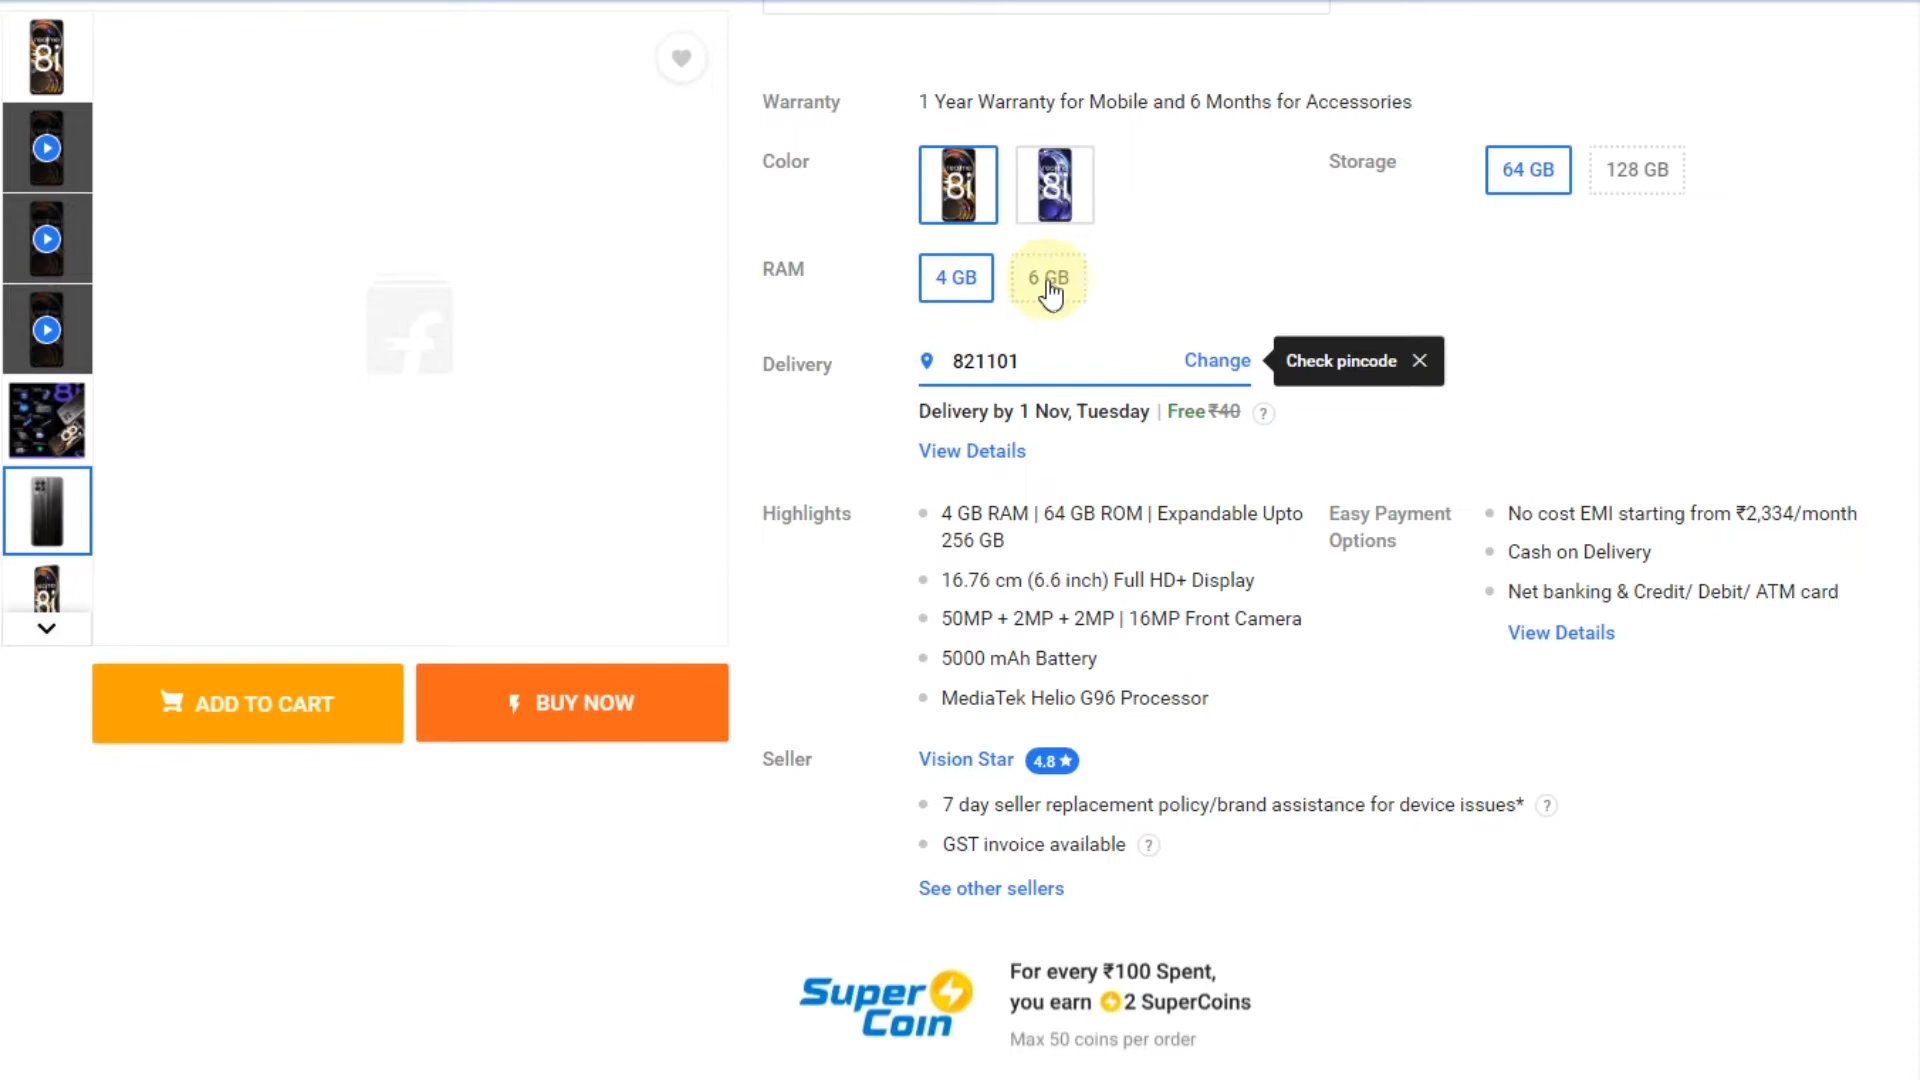 8i
Warranty
1 Year Warranty for Mobile and 6 Months for Accessories
Color
realme
8i
8i
Storage
64 GB
128 GB
RAM
4 GB
6 GB
Delivery
821101
Change
Check pincode
Delivery by 1 Nov, Tuesday | Free ₹40 ?
View Details
Highlights
4 GB RAM | 64 GB ROM | Expandable Upto
256 GB
16.76 cm (6.6 inch) Full HD+ Display
50MP + 2MP + 2MP | 16MP Front Camera
5000 mAh Battery
MediaTek Helio G96 Processor
Easy Payment
Options
No cost EMI starting from ₹2,334/month
Cash on Delivery
Net banking & Credit/ Debit/ ATM card
View Details
ADD TO CART
BUY NOW
Seller
Vision Star 4.8★
7 day seller replacement policy/brand assistance for device issues* ?
GST invoice available ?
See other sellers
Super
Coin
For every ₹100 Spent,
you earn 2 SuperCoins
Max 50 coins per order